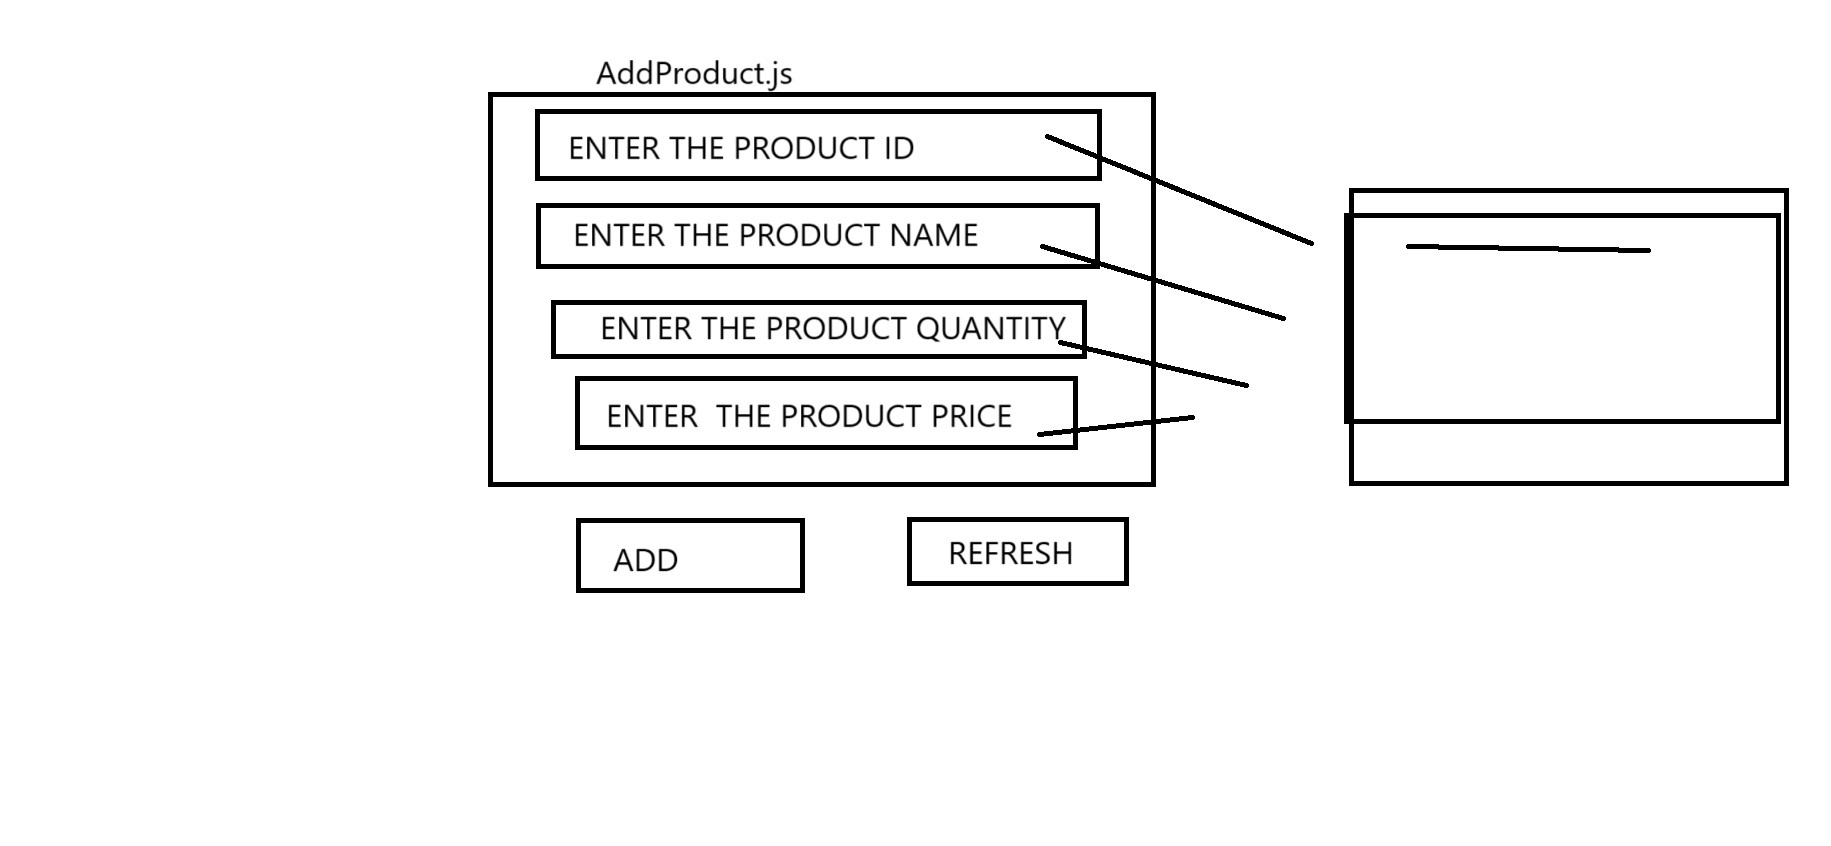 AddProduct.js
ENTER THE PRODUCT ID
ENTER THE PRODUCT NAME
ENTER THE PRODUCT QUANTITY
ENTER  THE PRODUCT PRICE
ADD
REFRESH